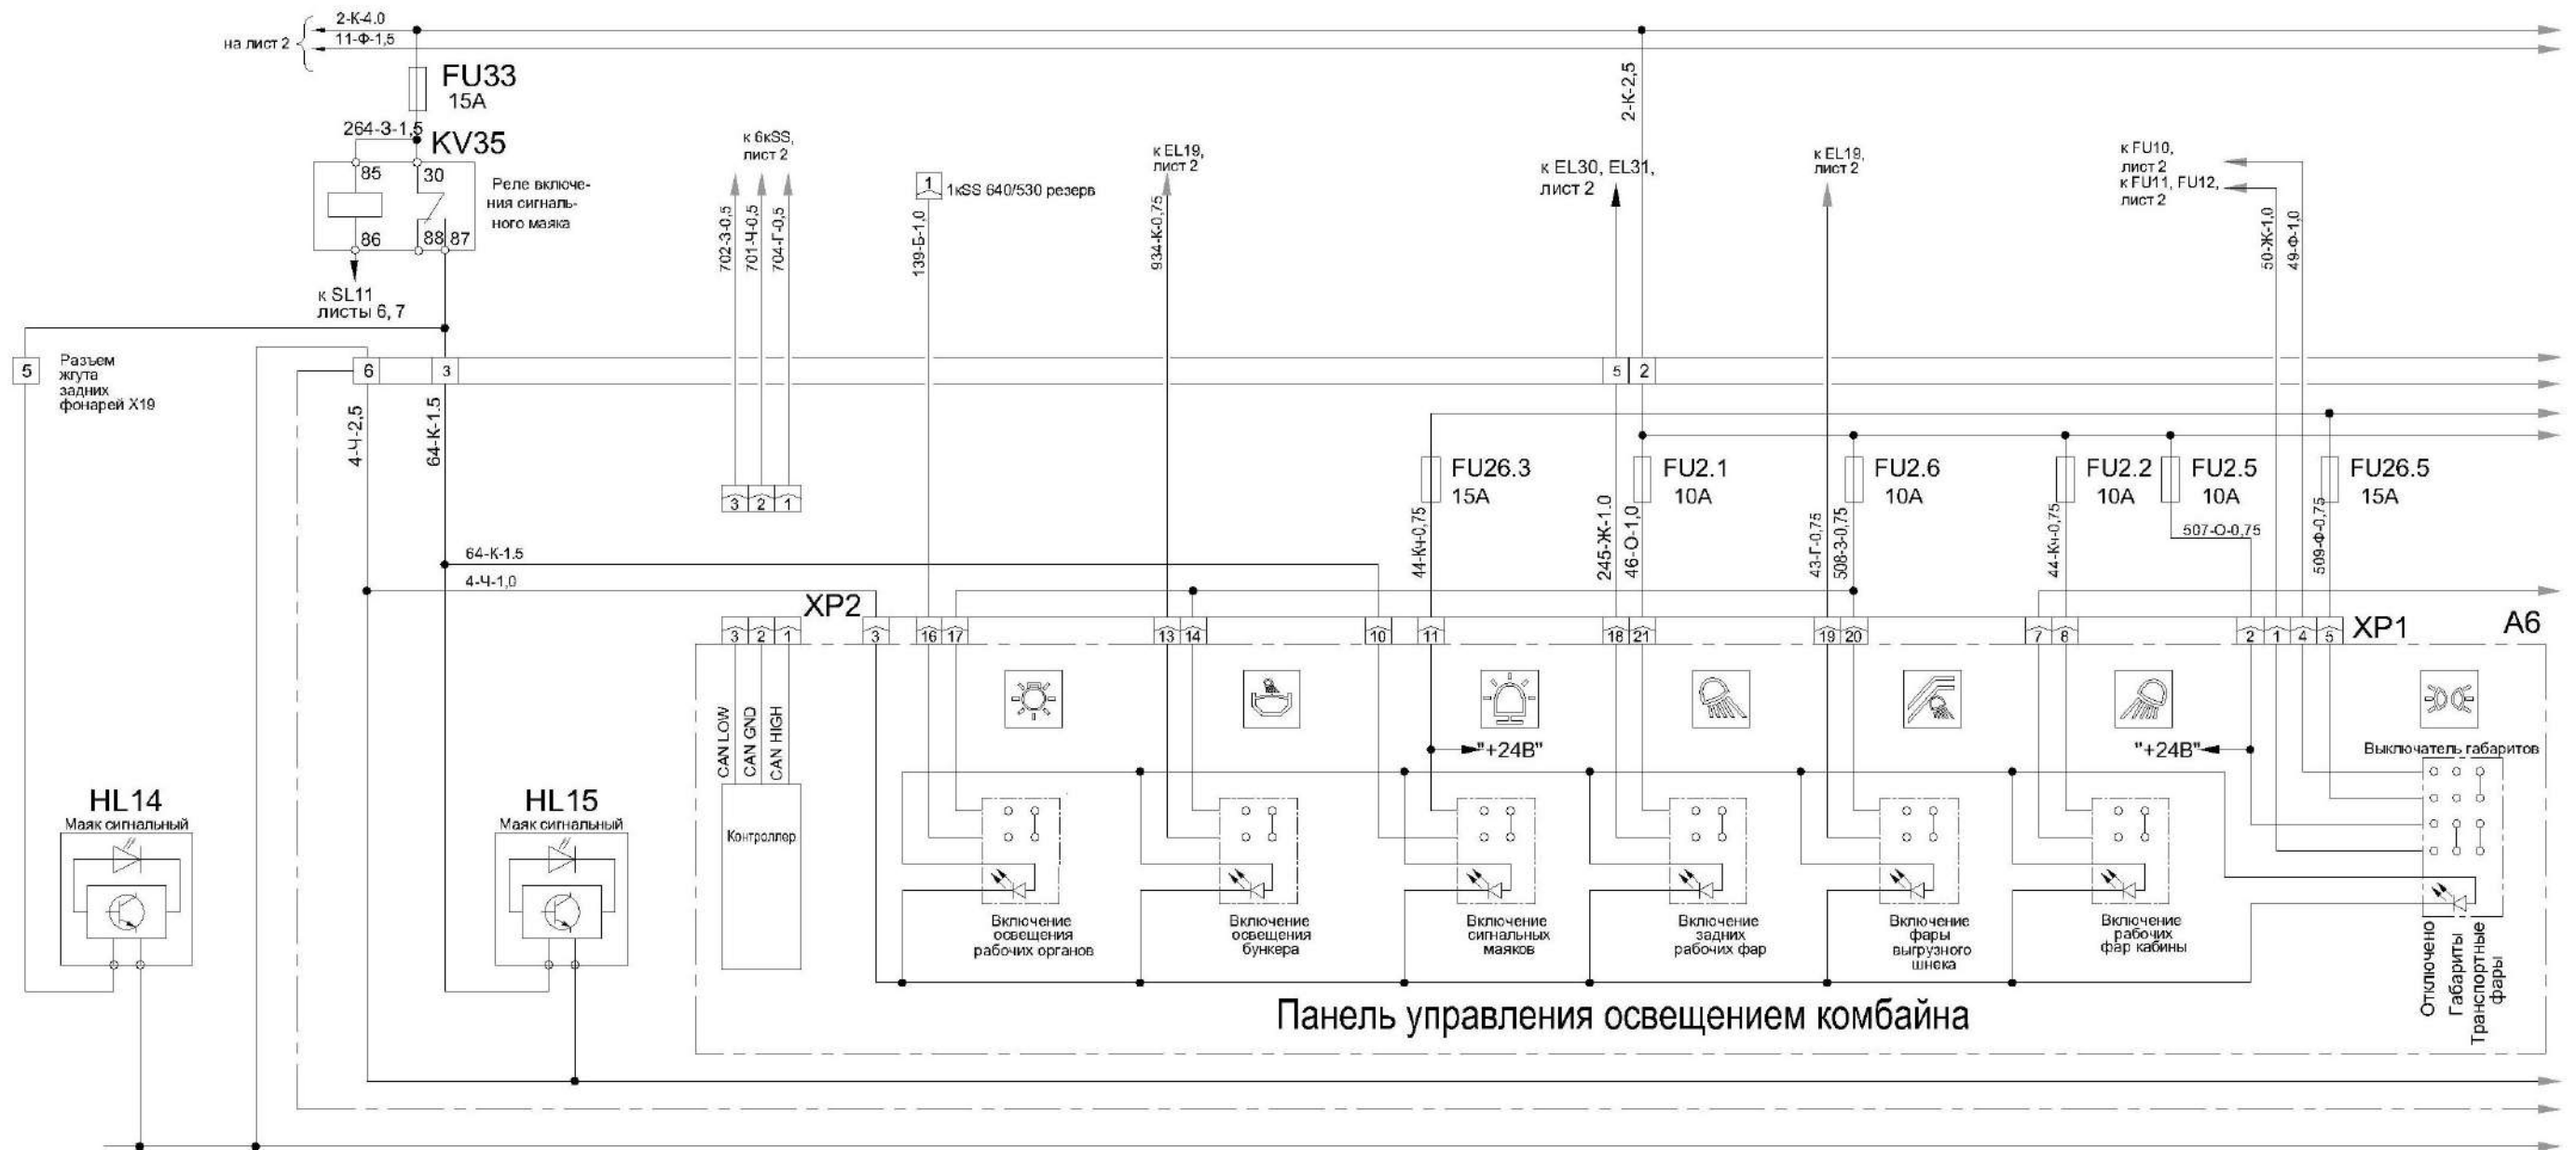 2-К-4.0
на лист 2
11-Ф-1,5
FU33
15А
264-З-1,5
KV35
85
30
86
88
87
Реле включе-
ния сигналь-
ного маяка
к SL11
листы 6, 7
5
Разъем
жгута
задних
фонарей Х19
6
3
4-Ч-2,5
64-К-1.5
к 6кSS,
лист 2
702-З-0,5
701-Ч-0,5
704-Г-0,5
3
2
1
1
1кSS 640/530 резерв
139-Б-1,0
к EL19,
лист 2
934-К-0,75
к EL30, EL31,
лист 2
2-К-2,5
5
2
к EL19,
лист 2
к FU10,
лист 2
к FU11, FU12,
лист 2
50-Ж-1,0
49-Ф-1,0
FU26.3
15А
FU2.1
10А
FU2.6
10А
FU2.2
10А
FU2.5
10А
FU26.5
15А
44-Кч-0,75
245-Ж-1.0
46-О-1,0
43-Г-0,75
508-З-0,75
44-Кч-0,75
507-О-0,75
509-Ф-0,75
64-К-1.5
4-Ч-1,0
XP2
3
2
1
3
16
17
13
14
10
11
18
21
19
20
7
8
2
1
4
5
XP1
А6
CAN LOW
CAN GND
CAN HIGH
Контроллер
"+24В"
"+24В"
Выключатель габаритов
HL14
Маяк сигнальный
HL15
Маяк сигнальный
Включение
освещения
рабочих органов
Включение
освещения
бункера
Включение
сигнальных
маяков
Включение
задних
рабочих фар
Включение
фары
выгрузного
шнека
Включение
рабочих
фар кабины
Отключено
Габариты
Транспортные
фары
Панель управления освещением комбайна